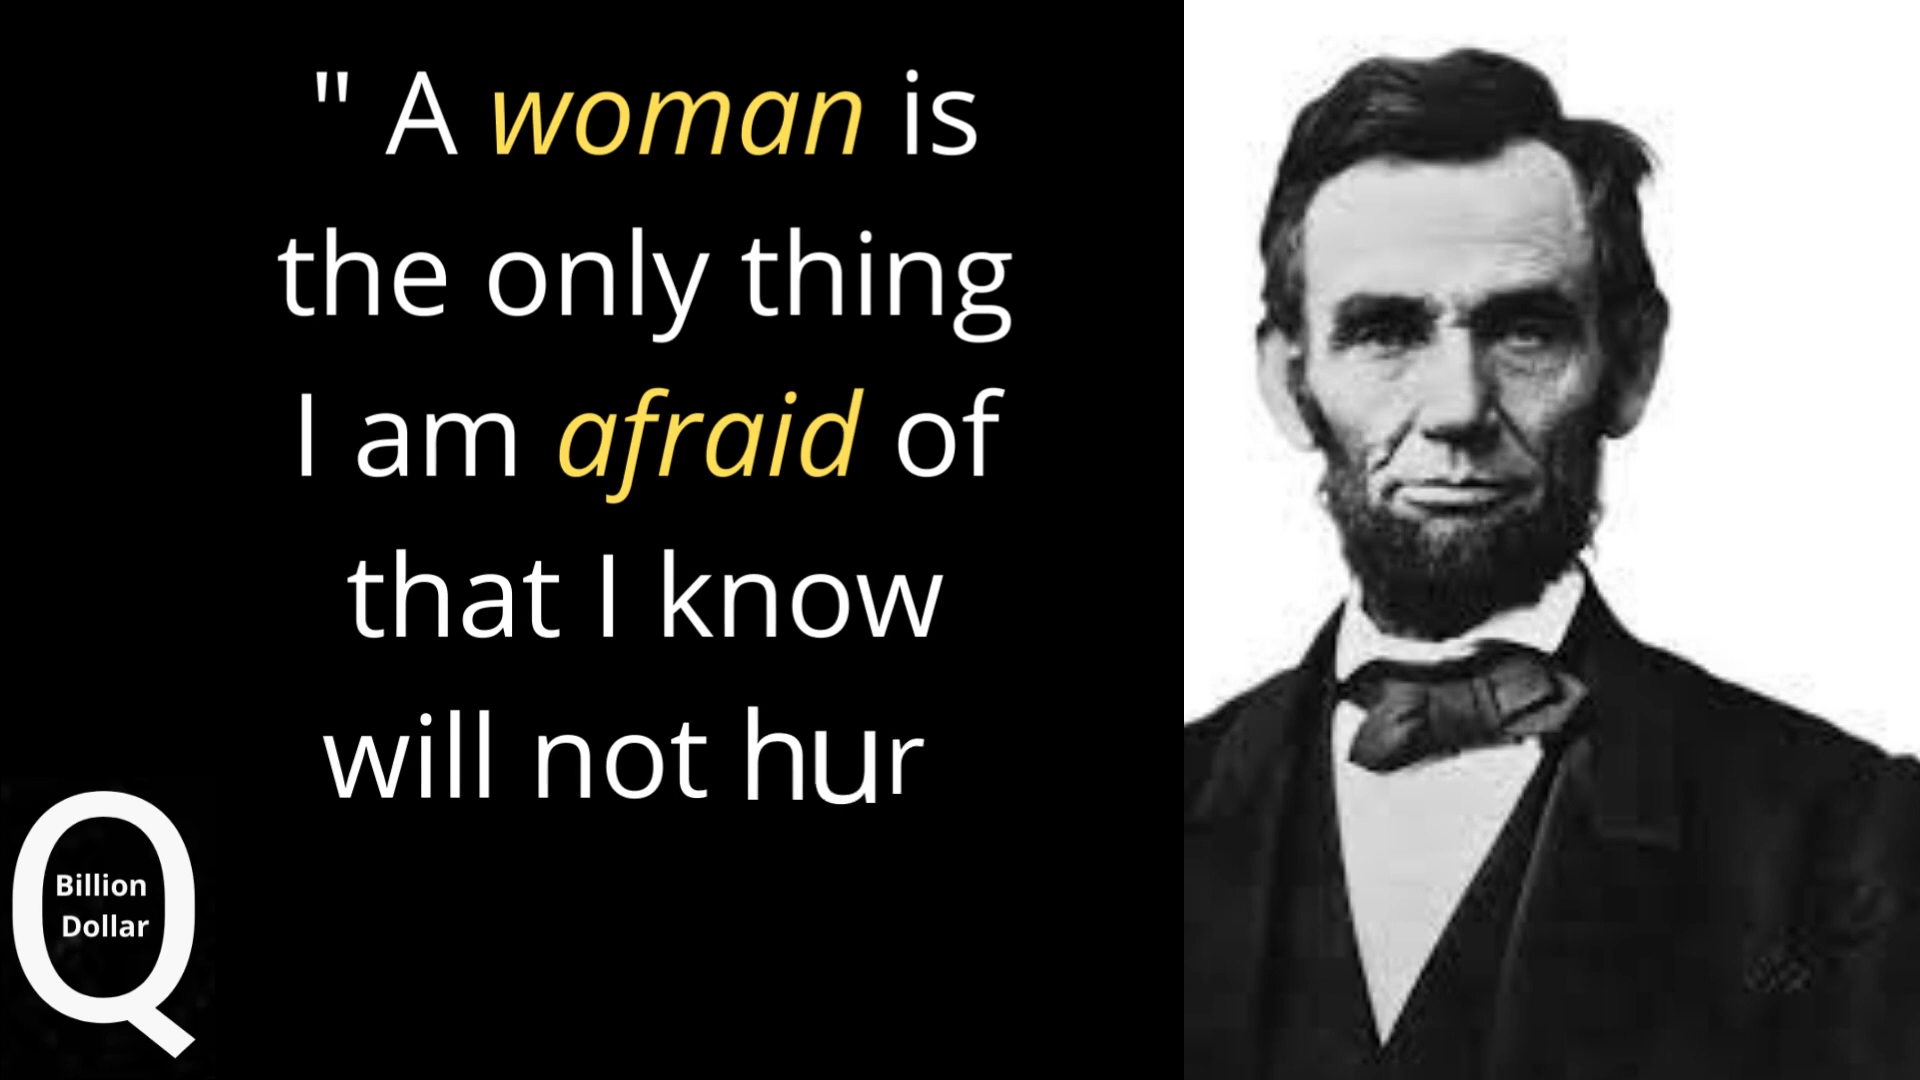 " A woman is
the only thing
I am afraid of
that I know
will not hur
Billion
Dollar
Q